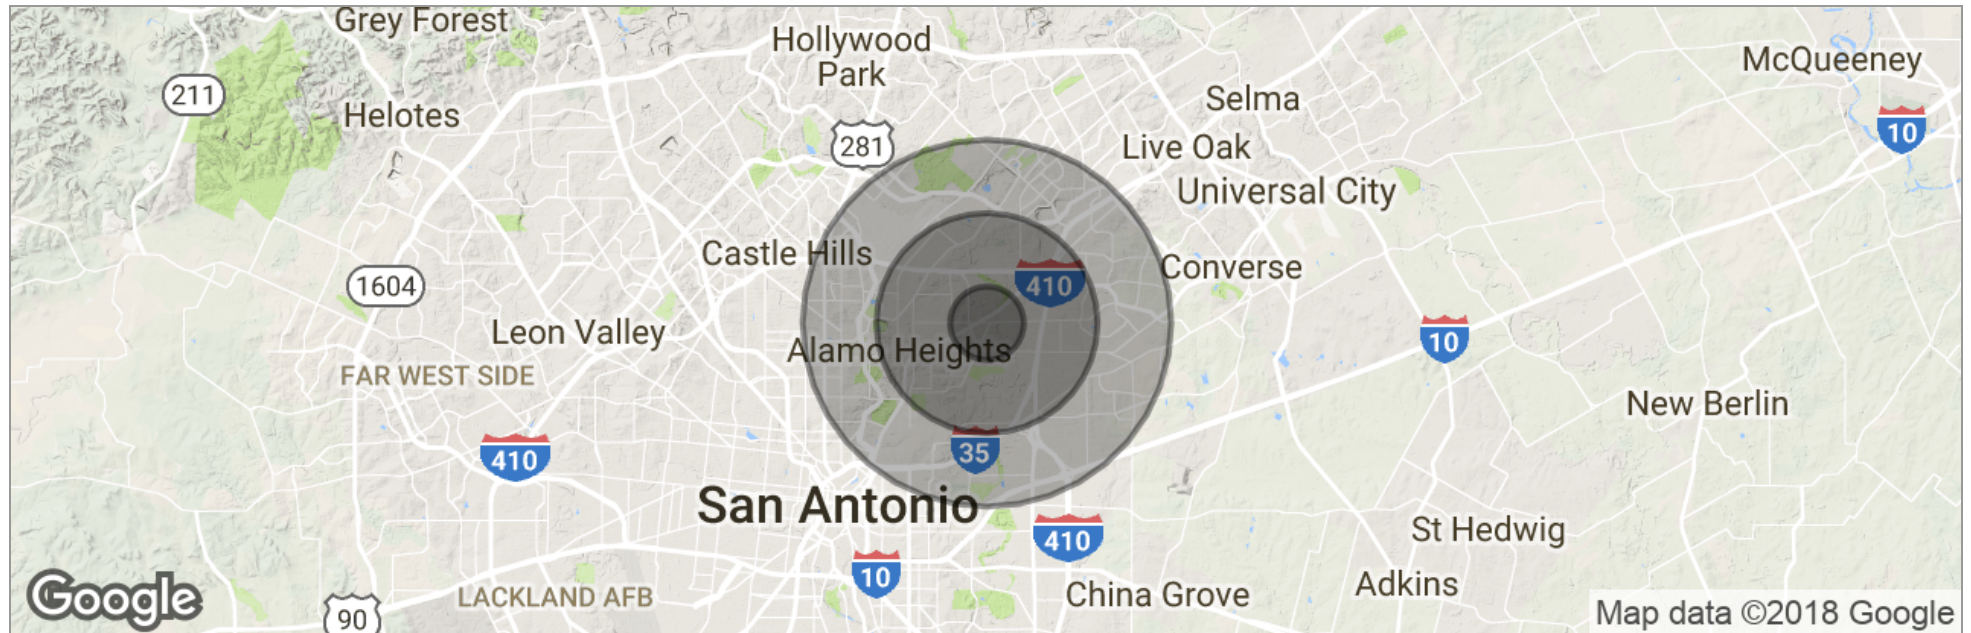 Grey Forest
Hollywood
Park
McQueeney
211
Helotes
Selma
10
281
Live Oak
Universal City
Castle Hills
Converse
1604
410
Leon Valley
10
Alamo Heights
FAR WEST SIDE
New Berlin
410
35
San Antonio
St Hedwig
410
10
Adkins
LACKLAND AFB
China Grove
Google
90
Map data ©2018 Google